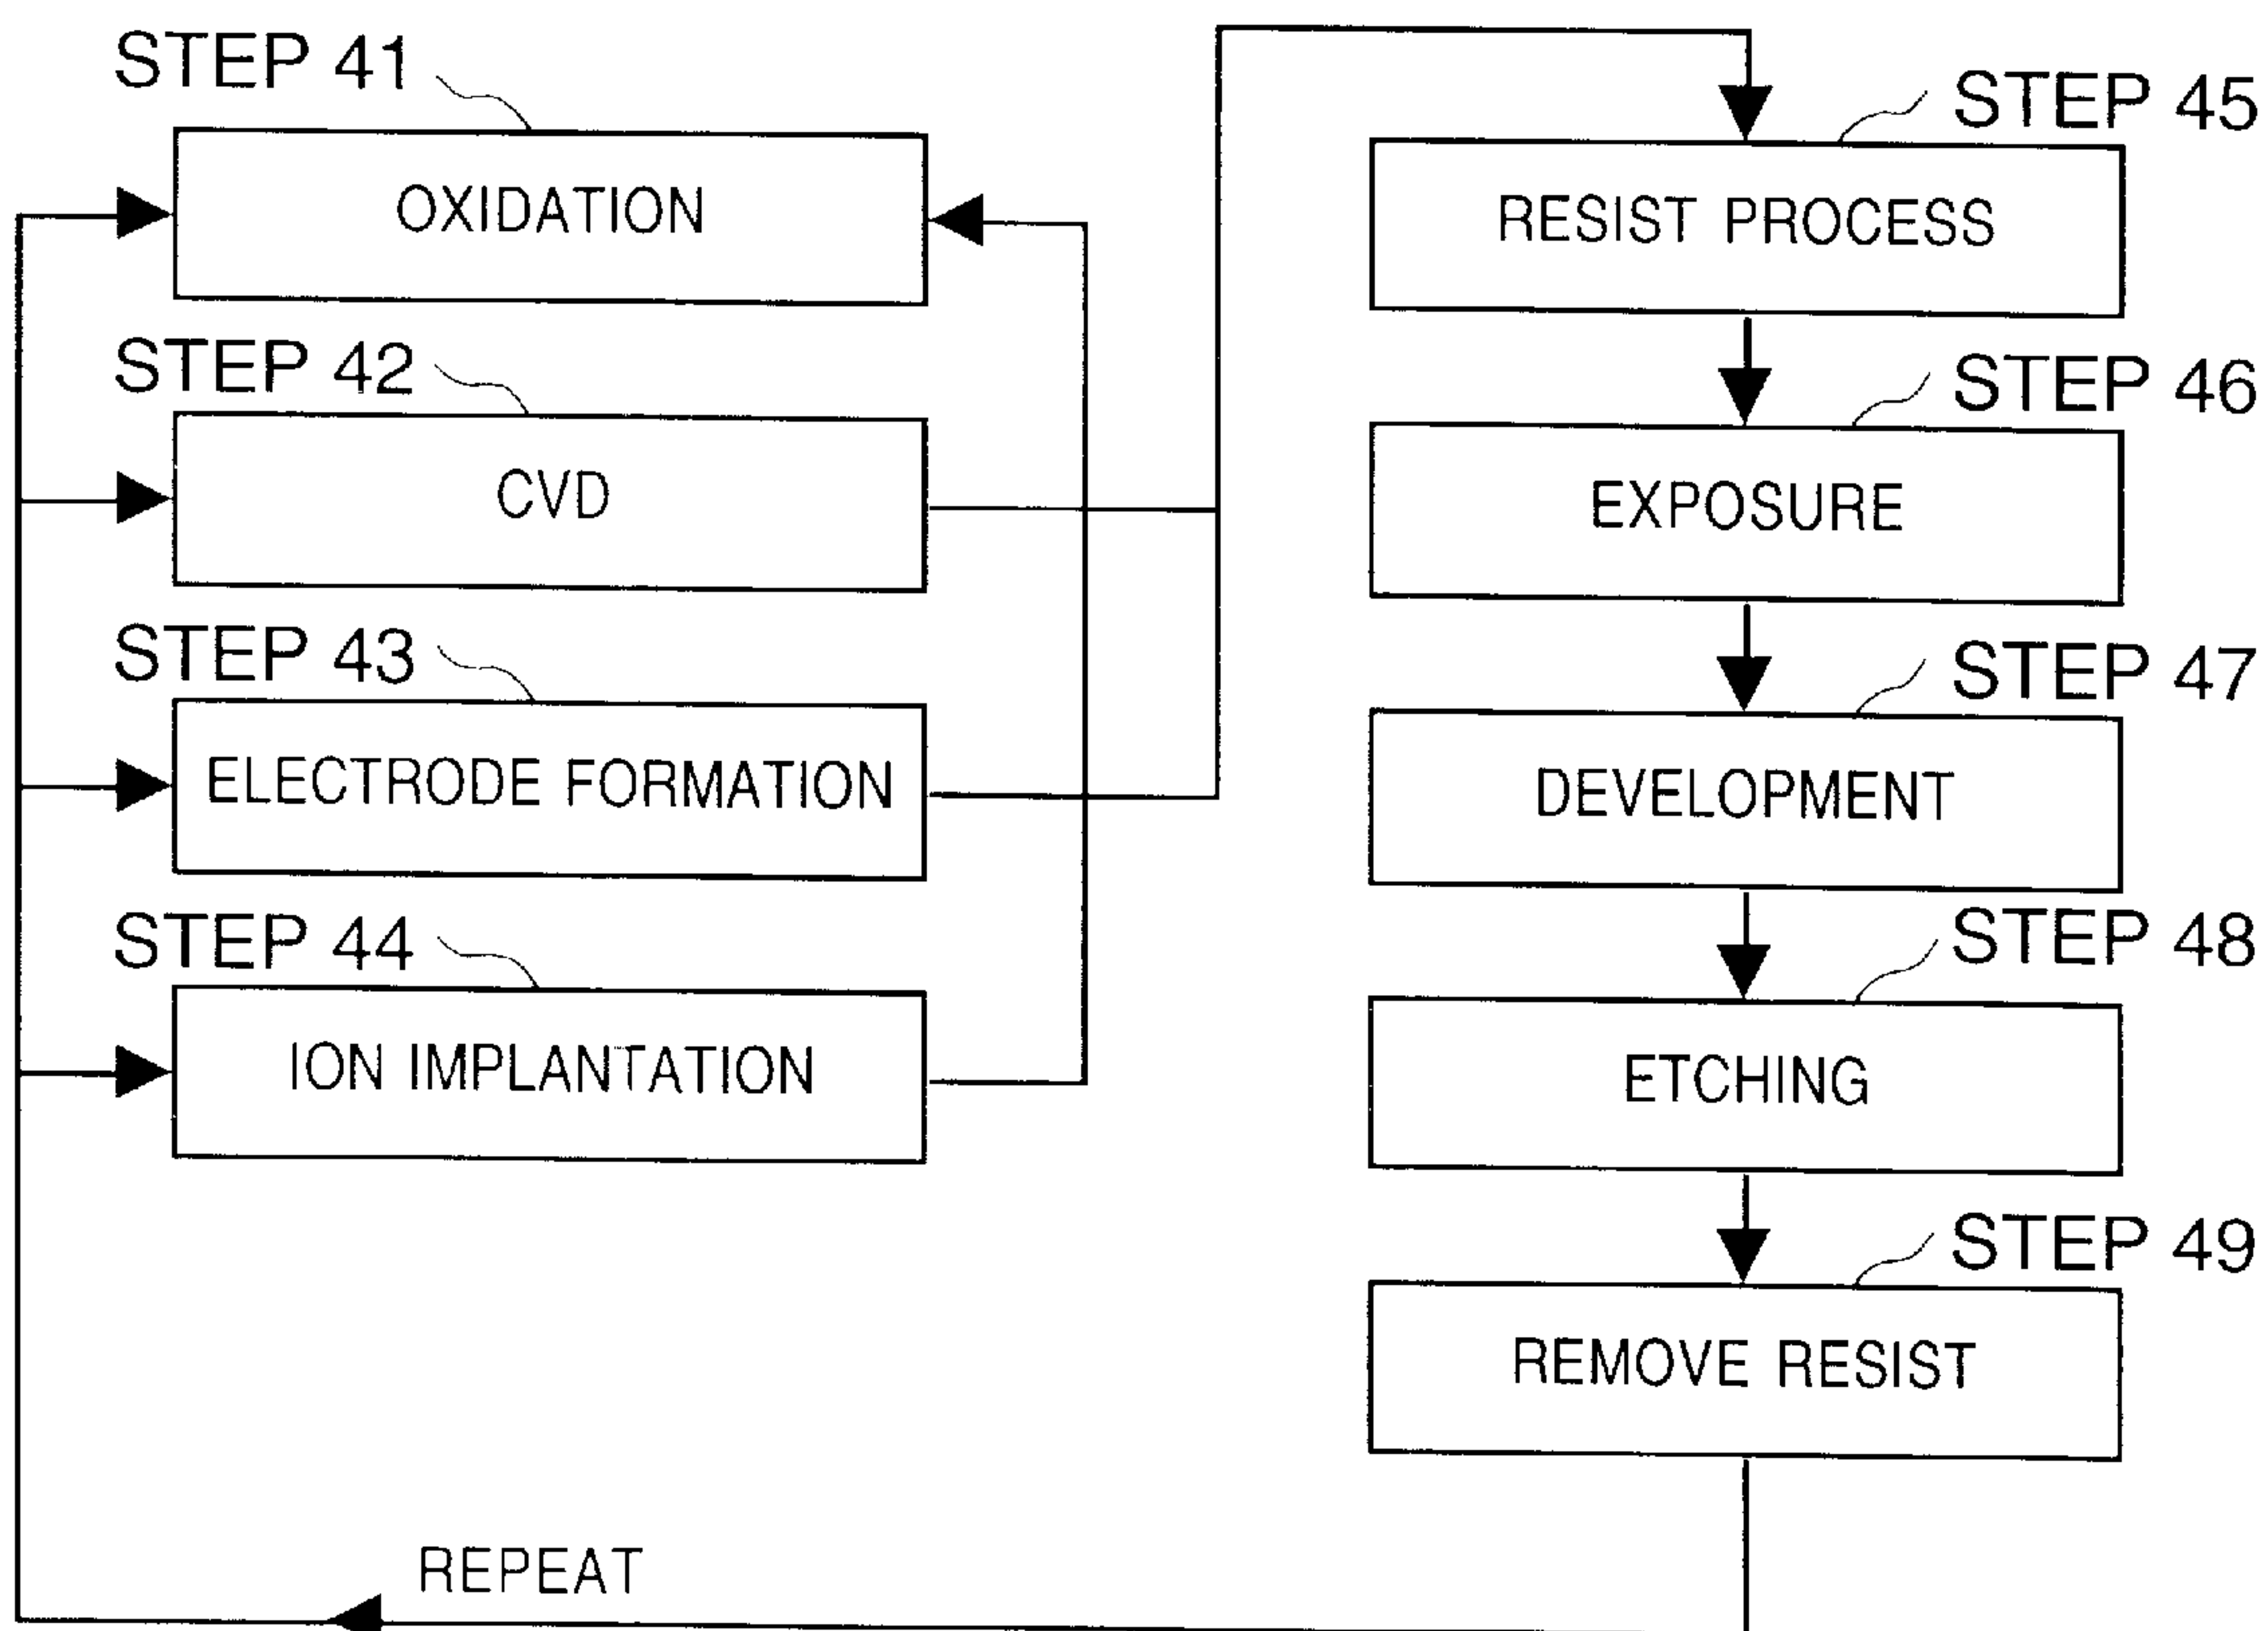 STEP 41
OXIDATION
STEP 42
CVD
STEP 43
ELECTRODE FORMATION
STEP 44
ION IMPLANTATION
STEP 45
RESIST PROCESS
STEP 46
EXPOSURE
STEP 47
DEVELOPMENT
STEP 48
ETCHING
STEP 49
REMOVE RESIST
REPEAT